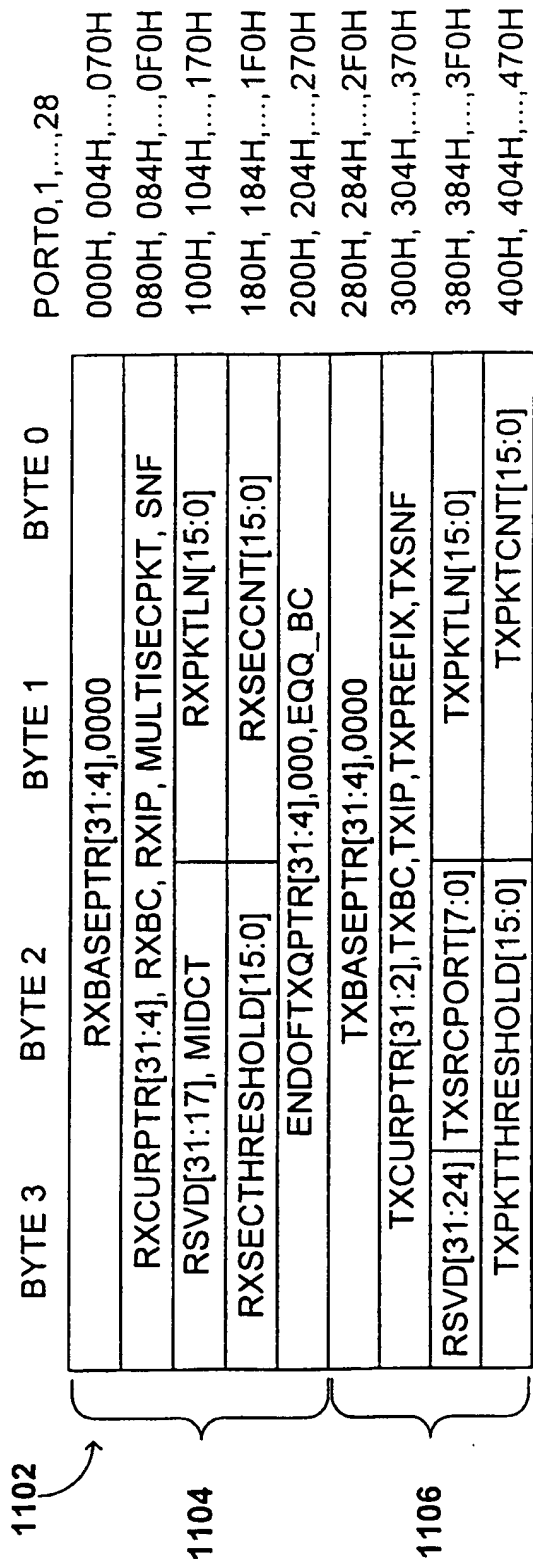 1102
BYTE 3 BYTE 2 BYTE 1 BYTE 0 PORT0,1,...,28
RXBASEPTR[31:4],0000 000H, 004H,...,070H
RXCURPTR[31:4], RXBC, RXIP, MULTISECPKT, SNF 080H, 084H,...,0F0H
1104 RSVD[31:17], MIDCT RXPKTLN[15:0] 100H, 104H,...,170H
RXSECTHRESHOLD[15:0] RXSECCNT[15:0] 180H, 184H,...,1F0H
ENDOFTXQPTR[31:4],000,EQQ_BC 200H, 204H,...,270H
TXBASEPTR[31:4],0000 280H, 284H,...,2F0H
TXCURPTR[31:2],TXBC,TXIP,TXPREFIX,TXSNF 300H, 304H,...,370H
1106 RSVD[31:24] TXSRCPORT[7:0] TXPKTLN[15:0] 380H, 384H,...,3F0H
TXPKTTHRESHOLD[15:0] TXPKTCNT[15:0] 400H, 404H,...,470H